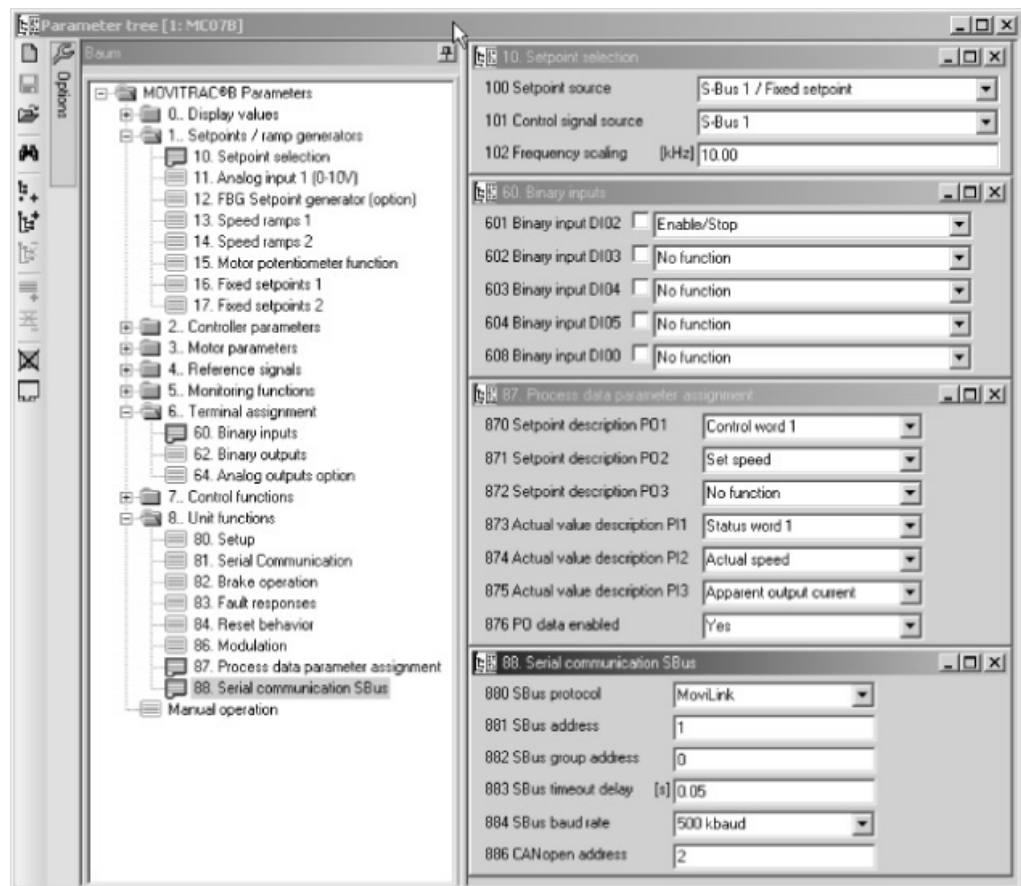 Parameter tree [1: MC07B]
Options
Baum
MOVITRAC®B Parameters
0.. Display values
1.. Setpoints / ramp generators
10. Setpoint selection
11. Analog input 1 (0-10V)
12. FBG Setpoint generator (option)
13. Speed ramps 1
14. Speed ramps 2
15. Motor potentiometer function
16. Fixed setpoints 1
17. Fixed setpoints 2
2.. Controller parameters
3.. Motor parameters
4.. Reference signals
5.. Monitoring functions
6.. Terminal assignment
60. Binary inputs
62. Binary outputs
64. Analog outputs option
7.. Control functions
8.. Unit functions
80. Setup
81. Serial Communication
82. Brake operation
83. Fault responses
84. Reset behavior
86. Modulation
87. Process data parameter assignment
88. Serial communication SBus
Manual operation
10. Setpoint selection
100 Setpoint source S-Bus 1 / Fixed setpoint
101 Control signal source S-Bus 1
102 Frequency scaling [kHz] 10.00
60. Binary inputs
601 Binary input DI02 Enable/Stop
602 Binary input DI03 No function
603 Binary input DI04 No function
604 Binary input DI05 No function
608 Binary input DI00 No function
87. Process data parameter assignment
870 Setpoint description PO1 Control word 1
871 Setpoint description PO2 Set speed
872 Setpoint description PO3 No function
873 Actual value description PI1 Status word 1
874 Actual value description PI2 Actual speed
875 Actual value description PI3 Apparent output current
876 PO data enabled Yes
88. Serial communication SBus
880 SBus protocol MoviLink
881 SBus address 1
882 SBus group address 0
883 SBus timeout delay [s] 0.05
884 SBus baud rate 500 kbaud
886 CANopen address 2